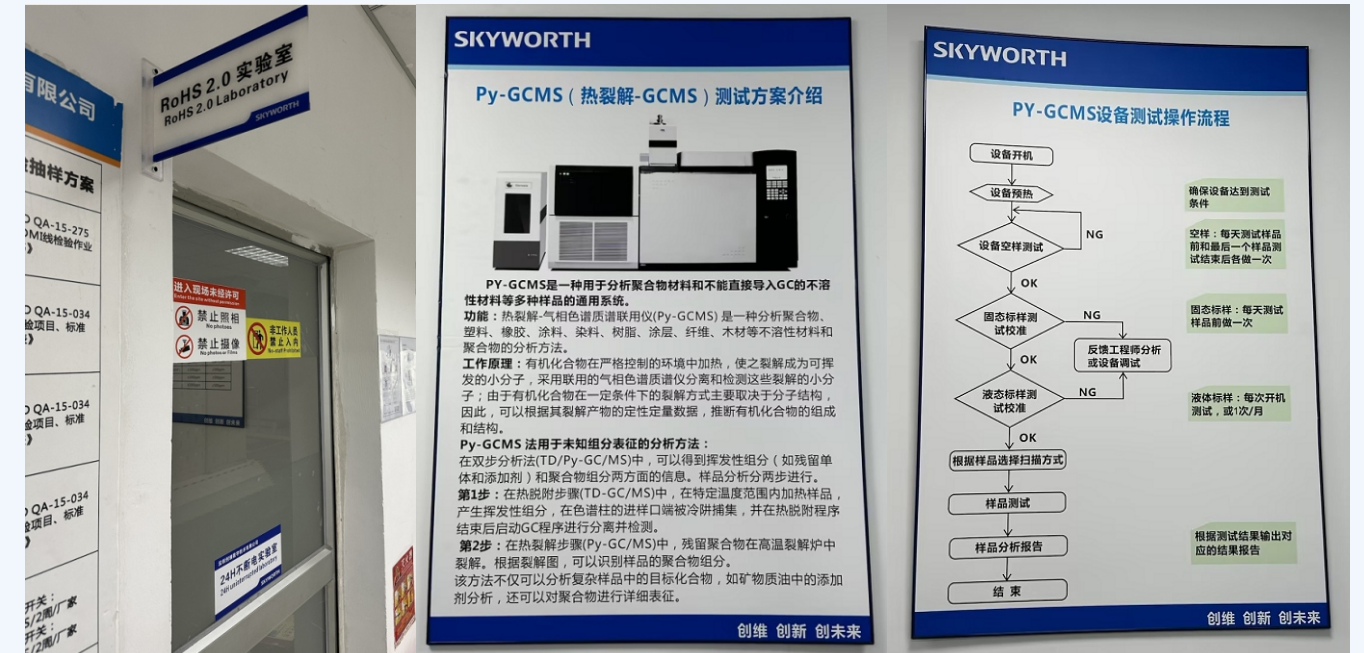 有限公司
抽样方案
QA-15-275
MI线检验作业
QA-15-034
验项目、标准
QA-15-034
项目、标准
QA-15-034
项目、标准
开关：
S/2周/厂家
开关：
/2周/厂家
RoHS 2.0 实验室
RoHS 2.0 Laboratory
SKYWORTH
进入现场未经许可
Enter the site without permission
禁止照相
No photos
禁止摄像
No photos or Films
非工作人员
禁止入内
24H不断电实验室
24H uninterrupted laboratory
SKYWORTH
SKYWORTH
Py-GCMS（热裂解-GCMS）测试方案介绍
PY-GCMS是一种用于分析聚合物材料和不能直接导入GC的不溶
性材料等多种样品的通用系统。
功能：热裂解-气相色谱质谱联用仪(Py-GCMS) 是一种分析聚合物、
塑料、橡胶、涂料、染料、树脂、涂层、纤维、木材等不溶性材料和
聚合物的分析方法。
工作原理：有机化合物在严格控制的环境中加热，使之裂解成为可挥
发的小分子，采用联用的气相色谱质谱仪分离和检测这些裂解的小分
子；由于有机化合物在一定条件下的裂解方式主要取决于分子结构，
因此，可以根据其裂解产物的定性定量数据，推断有机化合物的组成
和结构。
Py-GCMS 法用于未知组分表征的分析方法：
在双步分析法(TD/Py-GC/MS)中，可以得到挥发性组分（如残留单
体和添加剂）和聚合物组分两方面的信息。样品分析分两步进行。
第1步：在热脱附步骤(TD-GC/MS)中，在特定温度范围内加热样品，
产生挥发性组分，在色谱柱的进样口端被冷阱捕集，并在热脱附程序
结束后启动GC程序进行分离并检测。
第2步：在热裂解步骤(Py-GC/MS)中，残留聚合物在高温裂解炉中
裂解。根据裂解图，可以识别样品的聚合物组分。
该方法不仅可以分析复杂样品中的目标化合物，如矿物质油中的添加
剂分析，还可以对聚合物进行详细表征。
创维 创新 创未来
SKYWORTH
PY-GCMS设备测试操作流程
设备开机
设备预热
确保设备达到测试
条件
设备空样测试
NG
空样：每天测试样品
前和最后一个样品测
试结束后各做一次
OK
固态标样测
试校准
NG
固态标样：每天测试
样品前做一次
反馈工程师分析
或设备调试
OK
液态标样测
试校准
NG
液体标样：每次开机
测试，或1次/月
OK
根据样品选择扫描方式
样品测试
样品分析报告
根据测试结果输出对
应的结果报告
结 束
创维 创新 创未来